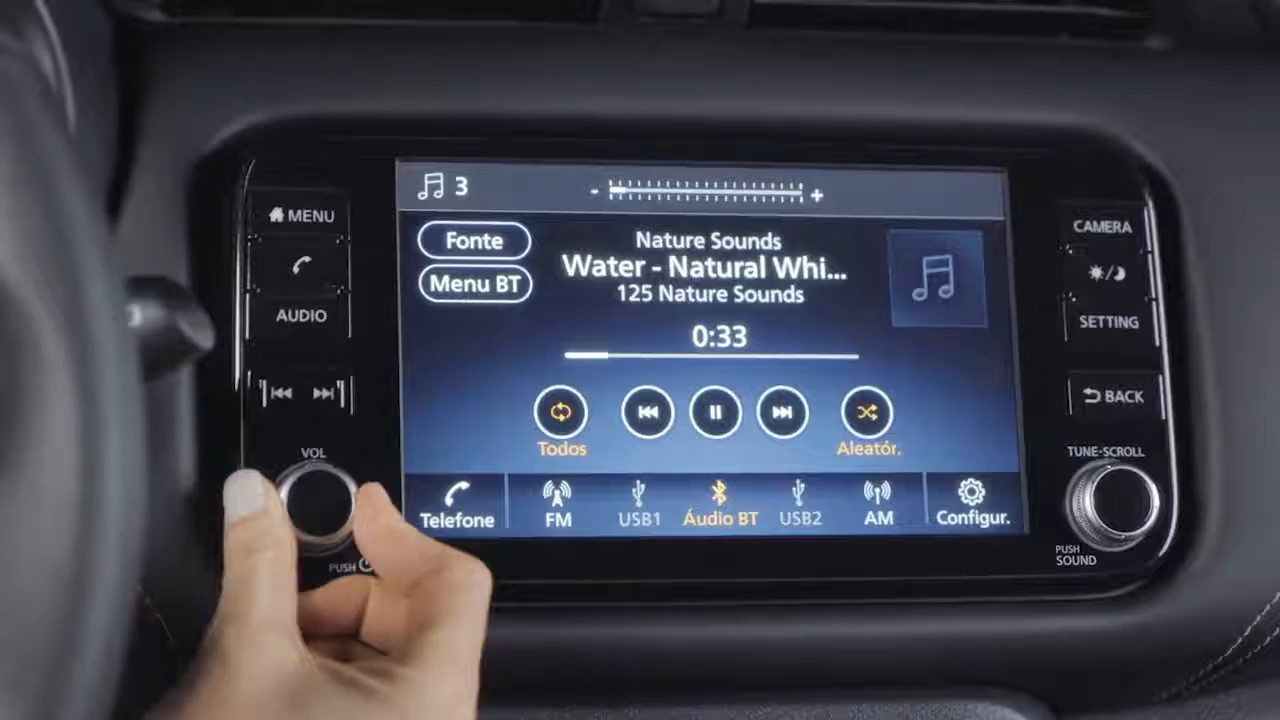 3
- +
MENU
AUDIO
VOL
PUSH
Fonte
Menu BT
Nature Sounds
Water - Natural Whi...
125 Nature Sounds
0:33
Todos
Aleatór.
Telefone
FM
USB1
Áudio BT
USB2
AM
Configur.
CAMERA
SETTING
BACK
TUNE·SCROLL
PUSH
SOUND